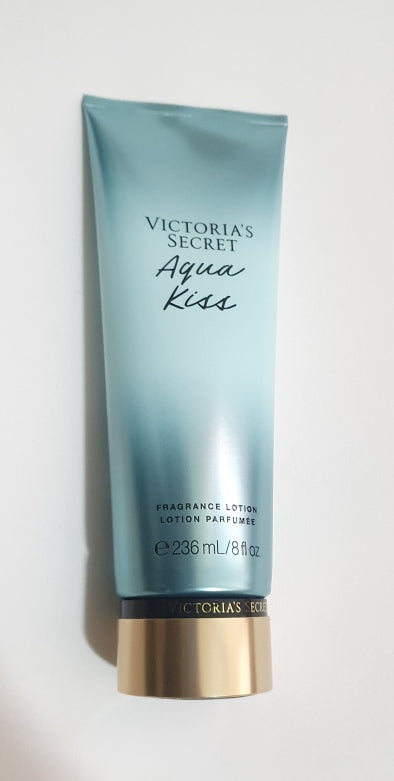 VICTORIA'S
SECRET
Aqua
Kiss
FRAGRANCE LOTION
LOTION PARFUMÉE
℮ 236 mL/8 fl oz
VICTORIA'S SECRET